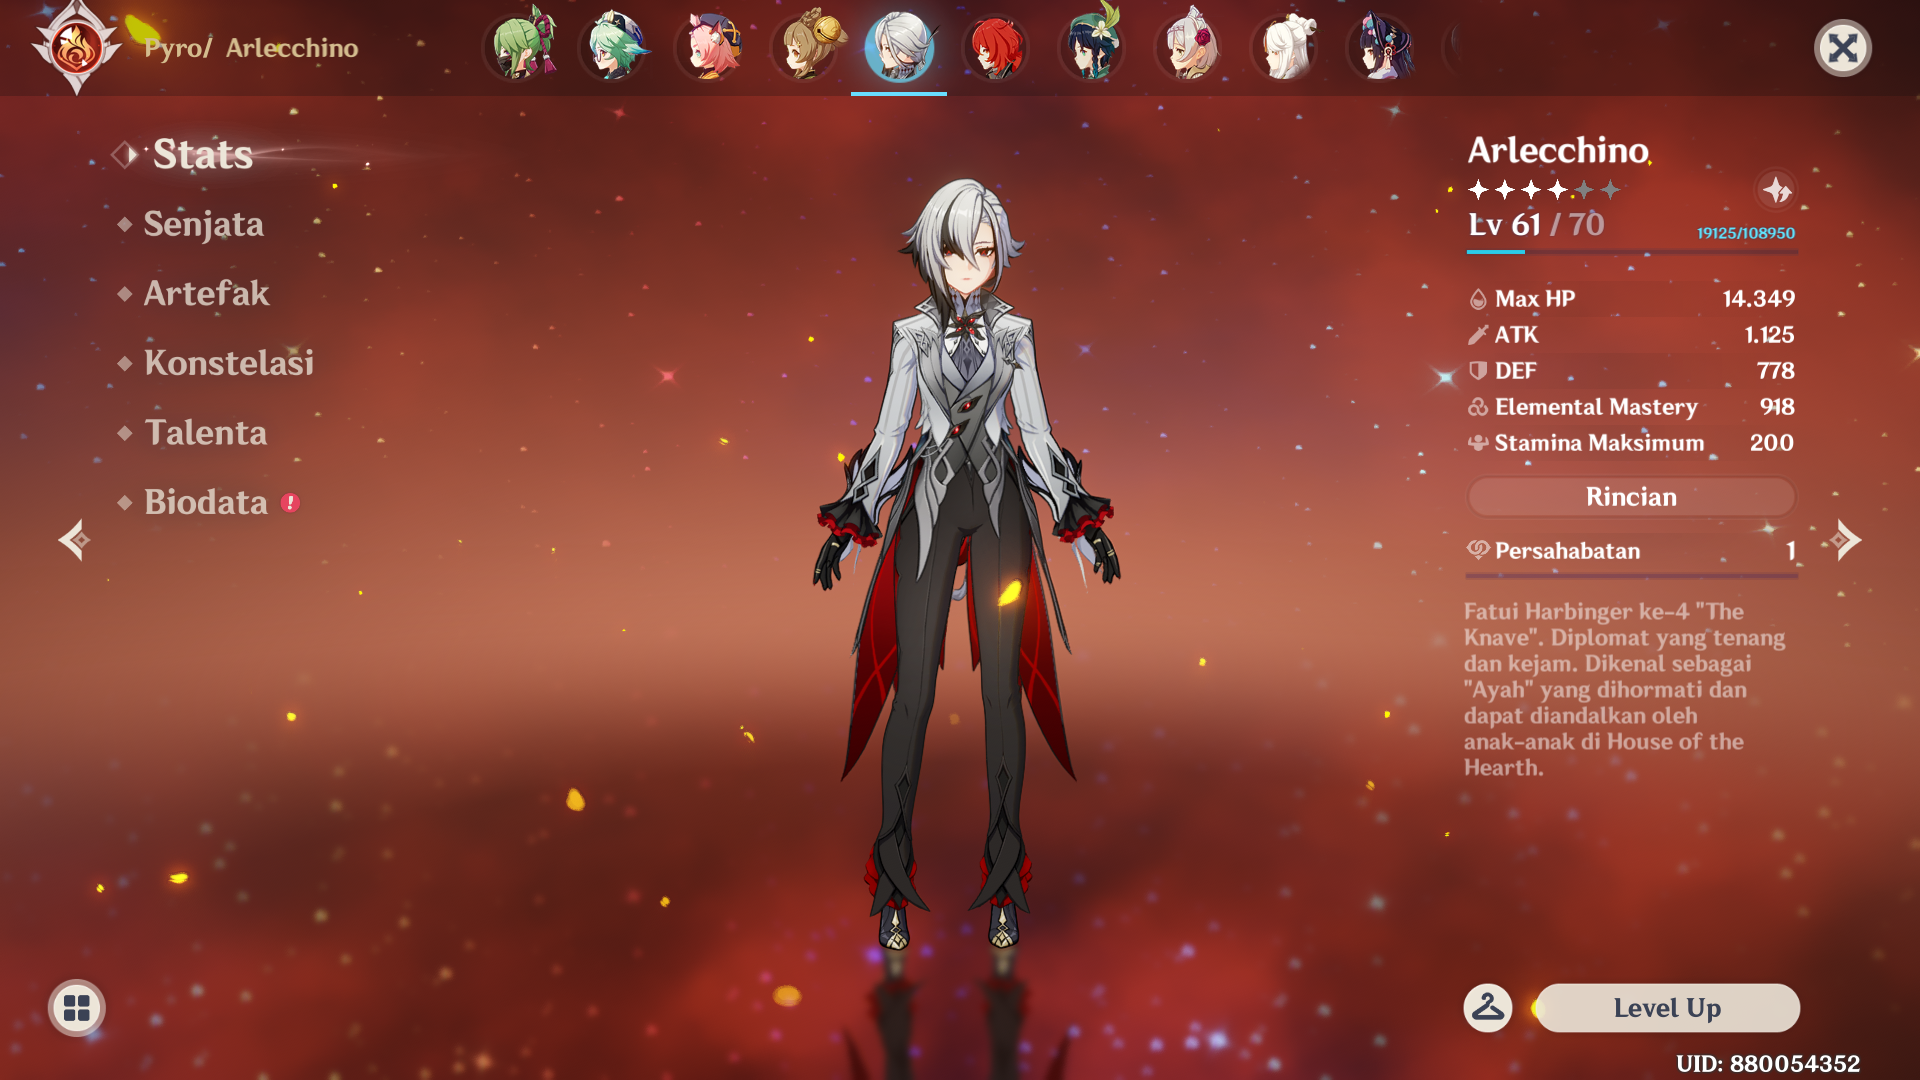 Pyro/ Arlecchino
Stats
Senjata
Artefak
Konstelasi
Talenta
Biodata
Arlecchino
Lv 61 / 70
19125/108950
Max HP 14.349
ATK 1.125
DEF 778
Elemental Mastery 918
Stamina Maksimum 200
Rincian
Persahabatan 1
Fatui Harbinger ke-4 "The
Knave". Diplomat yang tenang
dan kejam. Dikenal sebagai
"Ayah" yang dihormati dan
dapat diandalkan oleh
anak-anak di House of the
Hearth.
Level Up
UID: 880054352